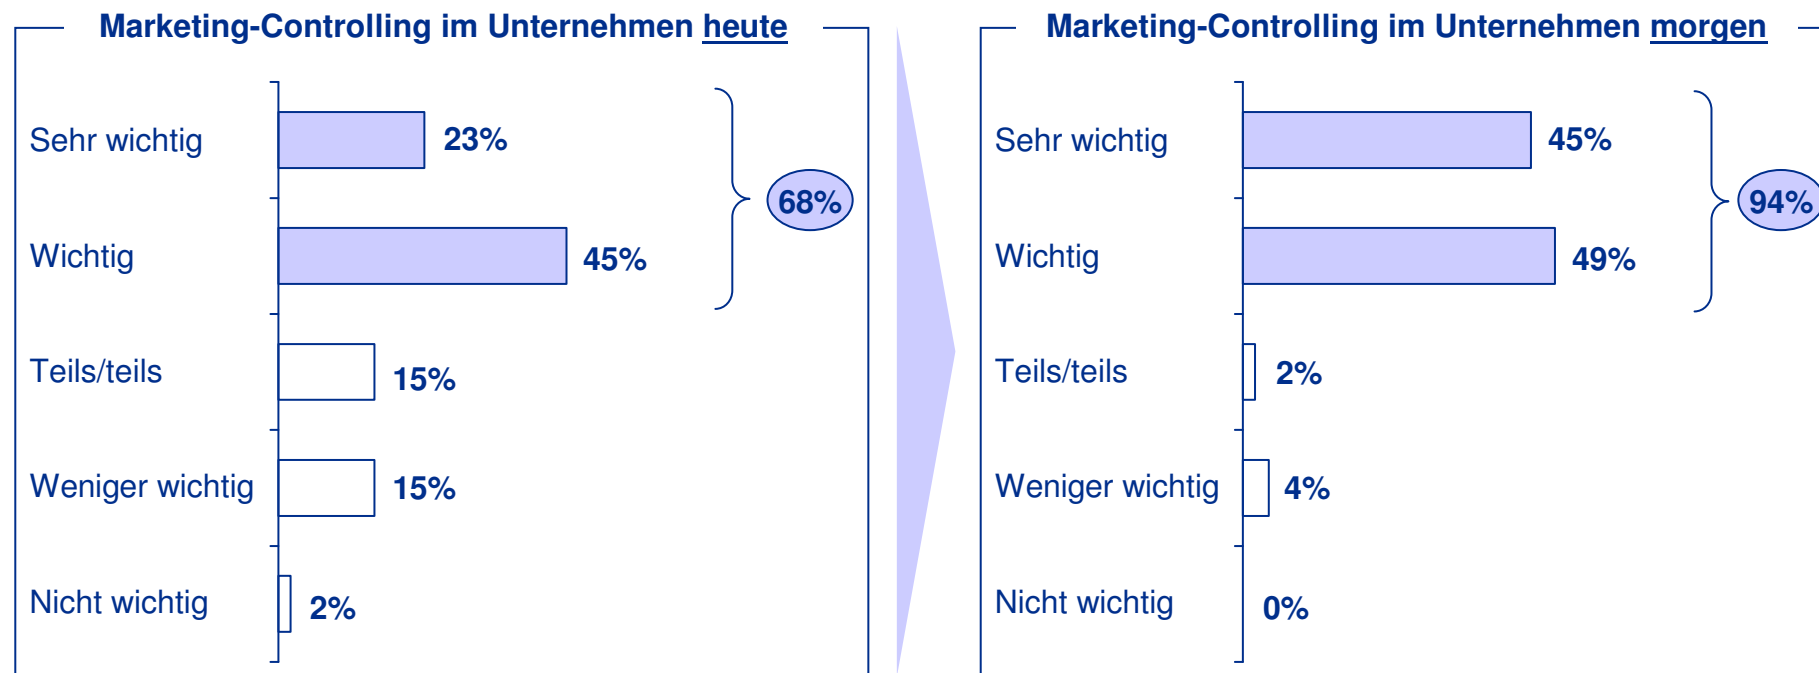 Marketing-Controlling im Unternehmen heute
Sehr wichtig 23%
68%
Wichtig 45%
Teils/teils 15%
Weniger wichtig 15%
Nicht wichtig 2%
Marketing-Controlling im Unternehmen morgen
Sehr wichtig 45%
94%
Wichtig 49%
Teils/teils 2%
Weniger wichtig 4%
Nicht wichtig 0%